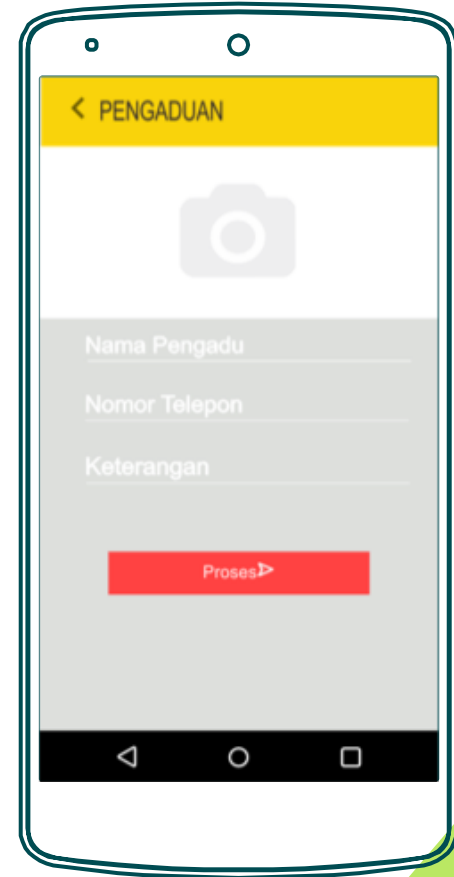 PENGADUAN
Nama Pengadu
Nomor Telepon
Keterangan
Proses